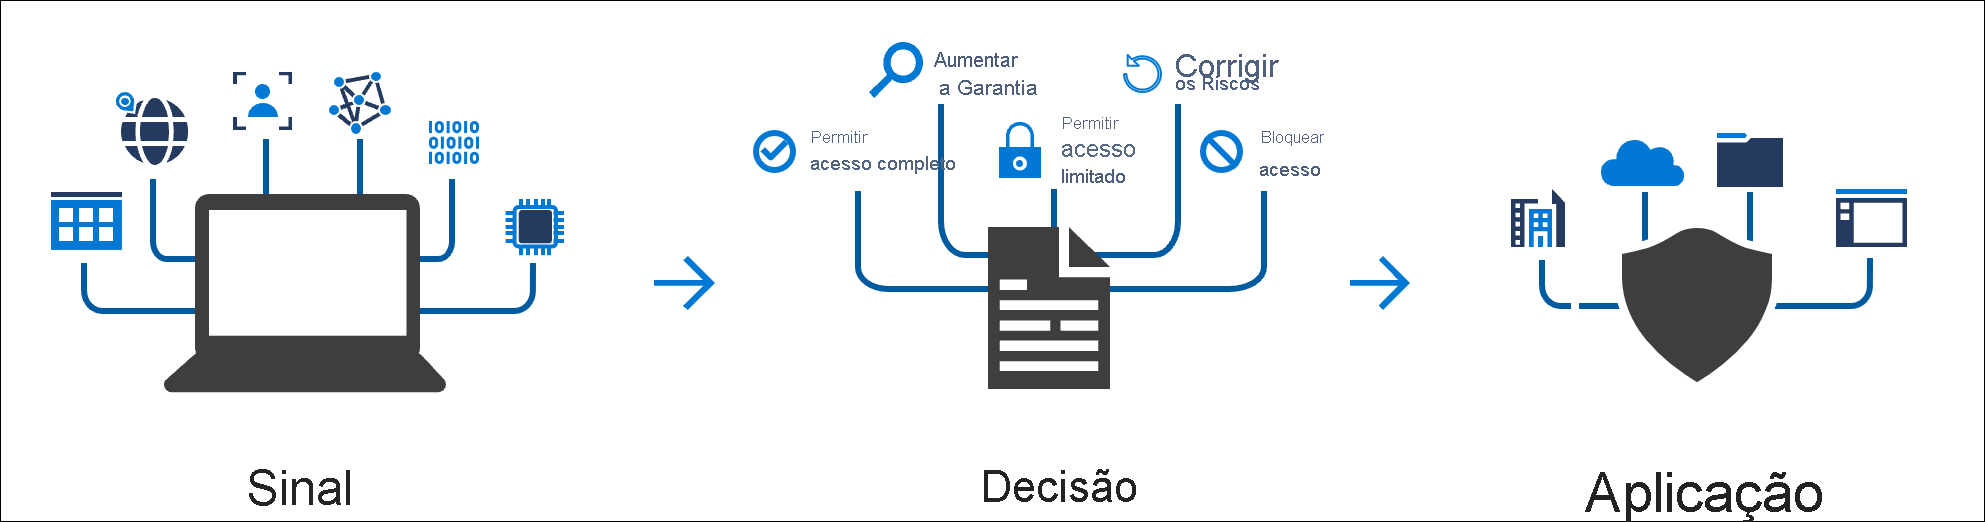 Aumentar
a Garantia
Corrigir
os Riscos
Permitir
acesso completo
Permitir
acesso
limitado
Bloquear
acesso
101010
010101
101010
Sinal
Decisão
Aplicação